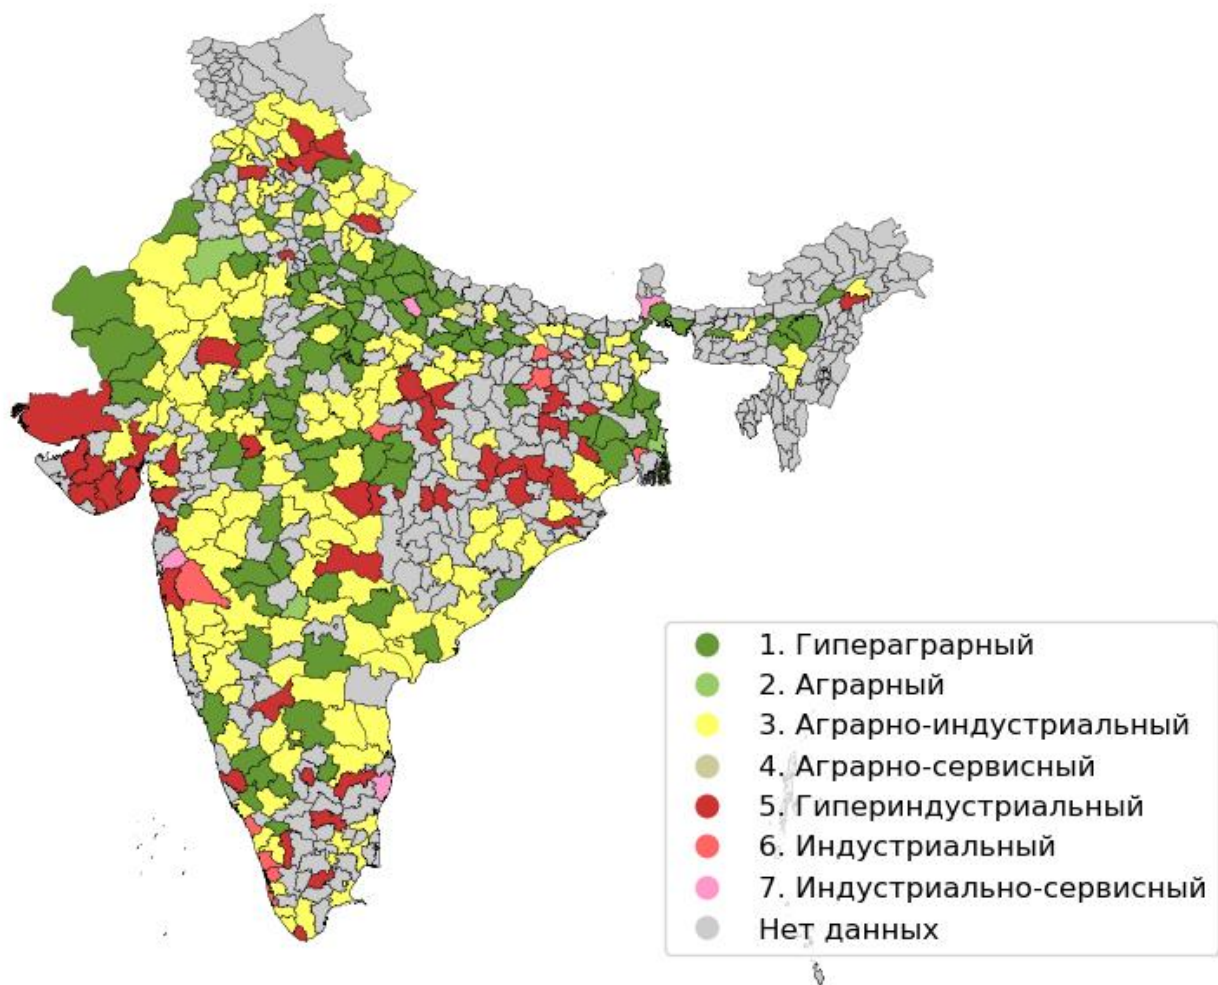 1. Гипераграрный
2. Аграрный
3. Аграрно-индустриальный
4. Аграрно-сервисный
5. Гипериндустриальный
6. Индустриальный
7. Индустриально-сервисный
Нет данных